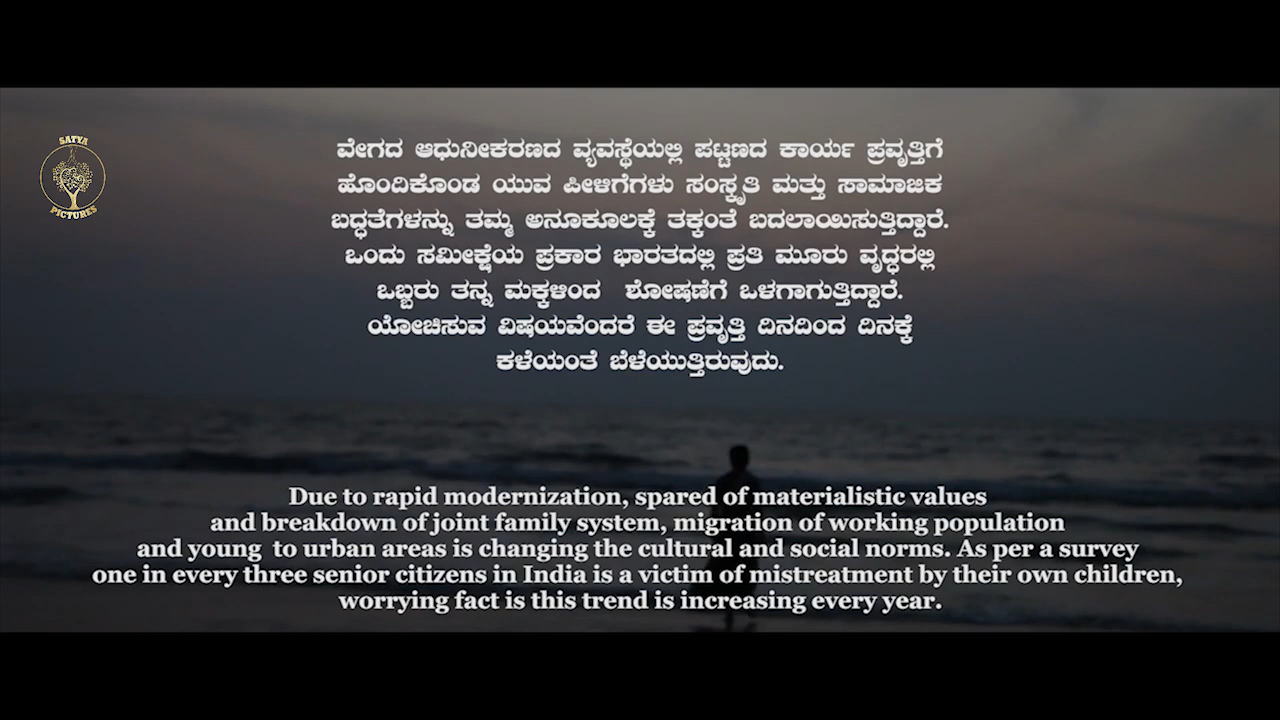 SATYA
PICTURES
ವೇಗದ ಆಧುನೀಕರಣದ ವ್ಯವಸ್ಥೆಯಲ್ಲಿ ಪಟ್ಟಣದ ಕಾರ್ಯ ಪ್ರವೃತ್ತಿಗೆ
ಹೊಂದಿಕೊಂಡ ಯುವ ಪೀಳಿಗೆಗಳು ಸಂಸ್ಕೃತಿ ಮತ್ತು ಸಾಮಾಜಿಕ
ಬದ್ಧತೆಗಳನ್ನು ತಮ್ಮ ಅನೂಕೂಲಕ್ಕೆ ತಕ್ಕಂತೆ ಬದಲಾಯಿಸುತ್ತಿದ್ದಾರೆ.
ಒಂದು ಸಮೀಕ್ಷೆಯ ಪ್ರಕಾರ ಭಾರತದಲ್ಲಿ ಪ್ರತಿ ಮೂರು ವೃದ್ಧರಲ್ಲಿ
ಒಬ್ಬರು ತನ್ನ ಮಕ್ಕಳಿಂದ ಶೋಷಣೆಗೆ ಒಳಗಾಗುತ್ತಿದ್ದಾರೆ.
ಯೋಚಿಸುವ ವಿಷಯವೆಂದರೆ ಈ ಪ್ರವೃತ್ತಿ ದಿನದಿಂದ ದಿನಕ್ಕೆ
ಕಳೆಯಂತೆ ಬೆಳೆಯುತ್ತಿರುವುದು.
Due to rapid modernization, spared of materialistic values
and breakdown of joint family system, migration of working population
and young to urban areas is changing the cultural and social norms. As per a survey
one in every three senior citizens in India is a victim of mistreatment by their own children,
worrying fact is this trend is increasing every year.